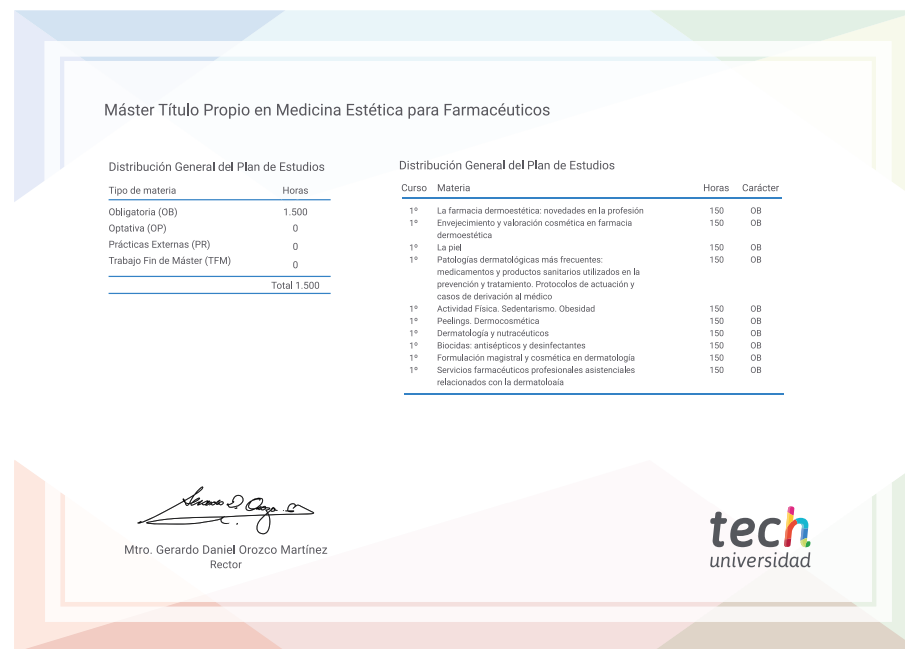 Máster Título Propio en Medicina Estética para Farmacéuticos
Distribución General del Plan de Estudios
Tipo de materia Horas
Obligatoria (OB) 1.500
Optativa (OP) 0
Prácticas Externas (PR) 0
Trabajo Fin de Máster (TFM) 0
Total 1.500
Distribución General del Plan de Estudios
Curso Materia Horas Carácter
1º La farmacia dermoestética: novedades en la profesión 150 OB
1º Envejecimiento y valoración cosmética en farmacia 150 OB
dermoestética
1º La piel 150 OB
1º Patologías dermatológicas más frecuentes: 150 OB
medicamentos y productos sanitarios utilizados en la
prevención y tratamiento. Protocolos de actuación y
casos de derivación al médico
1º Actividad Física. Sedentarismo. Obesidad 150 OB
1º Peelings. Dermocosmética 150 OB
1º Dermatología y nutracéuticos 150 OB
1º Biocidas: antisépticos y desinfectantes 150 OB
1º Formulación magistral y cosmética en dermatología 150 OB
1º Servicios farmacéuticos profesionales asistenciales 150 OB
relacionados con la dermatoloaía
Mtro. Gerardo Daniel Orozco Martínez
Rector
tech
universidad